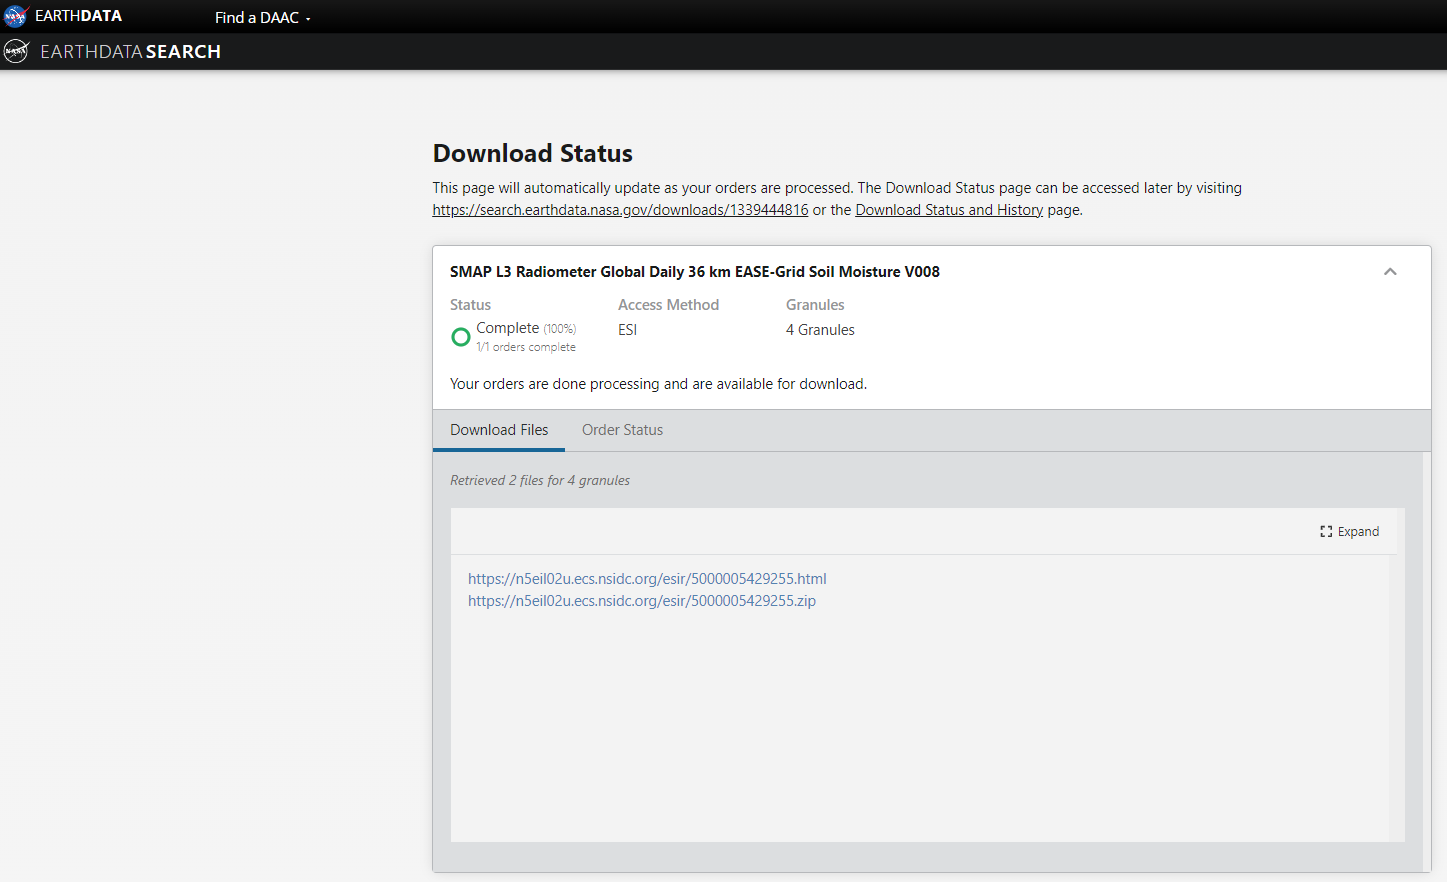 EARTHDATA
Find a DAAC
EARTHDATA SEARCH
Download Status
This page will automatically update as your orders are processed. The Download Status page can be accessed later by visiting
https://search.earthdata.nasa.gov/downloads/1339444816 or the Download Status and History page.
SMAP L3 Radiometer Global Daily 36 km EASE-Grid Soil Moisture V008
Status Access Method Granules
Complete (100%) ESI 4 Granules
1/1 orders complete
Your orders are done processing and are available for download.
Download Files Order Status
Retrieved 2 files for 4 granules
Expand
https://n5eil02u.ecs.nsidc.org/esir/5000005429255.html
https://n5eil02u.ecs.nsidc.org/esir/5000005429255.zip